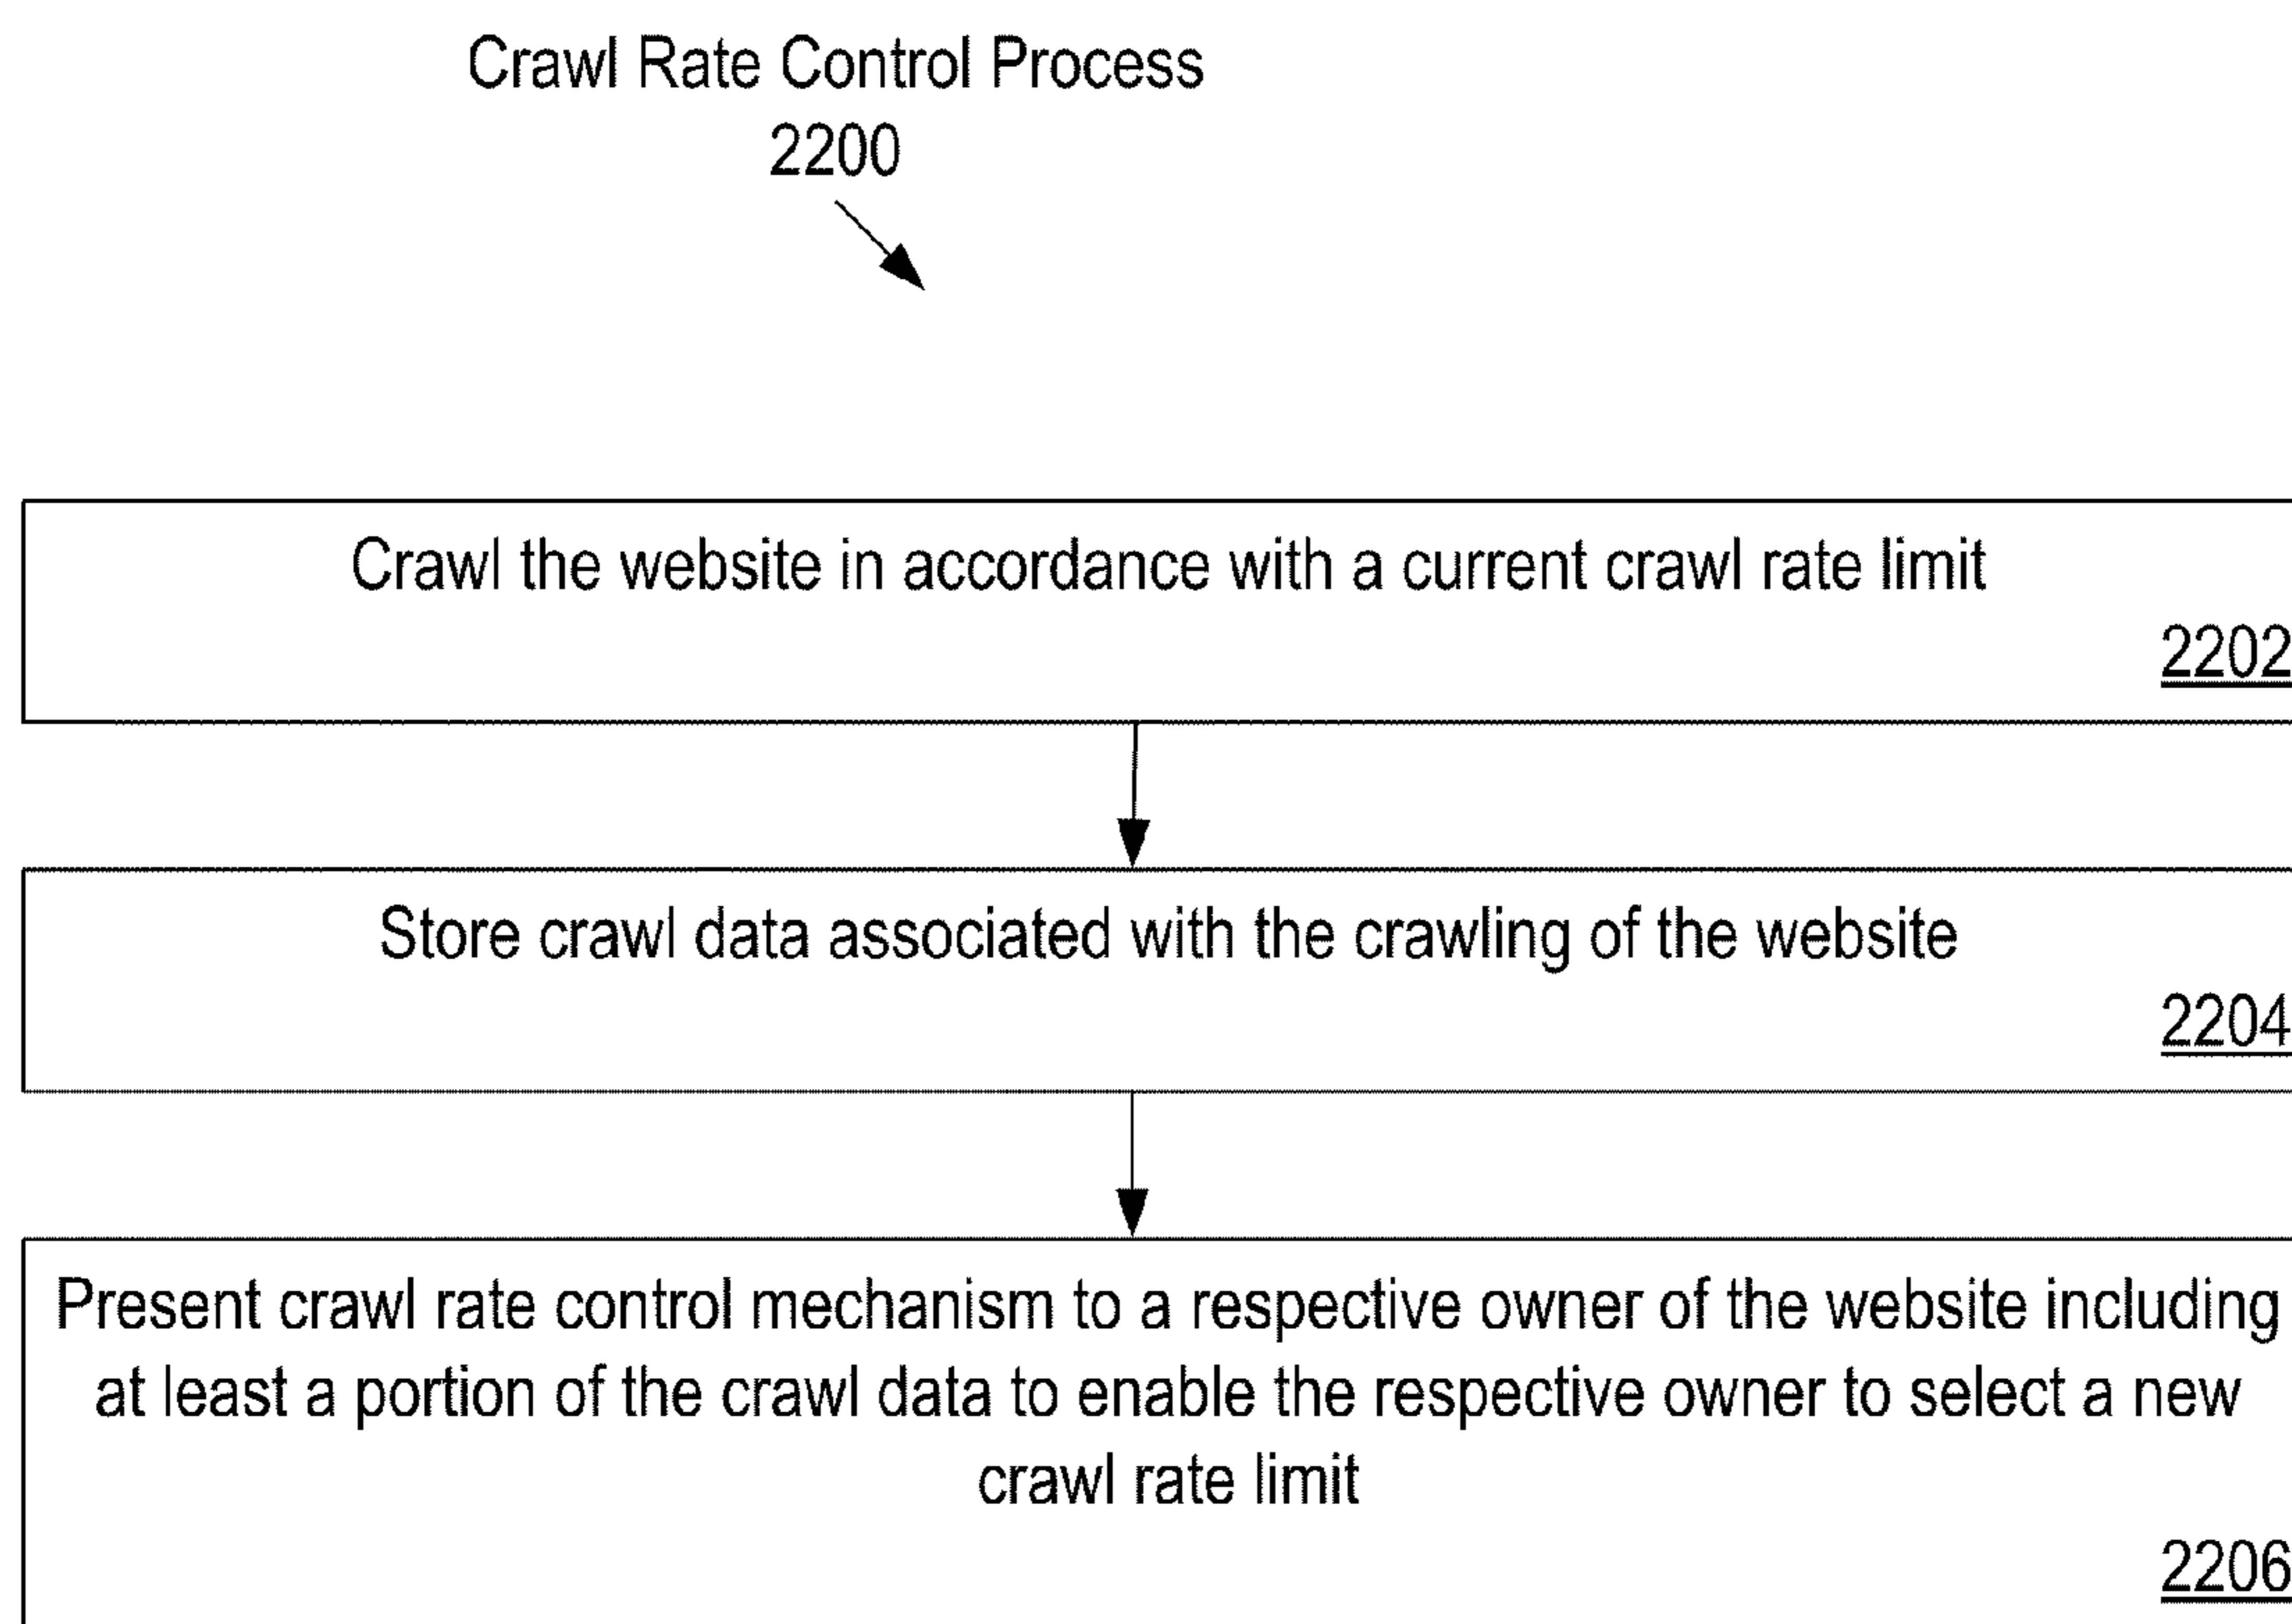 Crawl Rate Control Process
2200
Crawl the website in accordance with a current crawl rate limit
2202
Store crawl data associated with the crawling of the website
2204
Present crawl rate control mechanism to a respective owner of the website including
at least a portion of the crawl data to enable the respective owner to select a new
crawl rate limit
2206